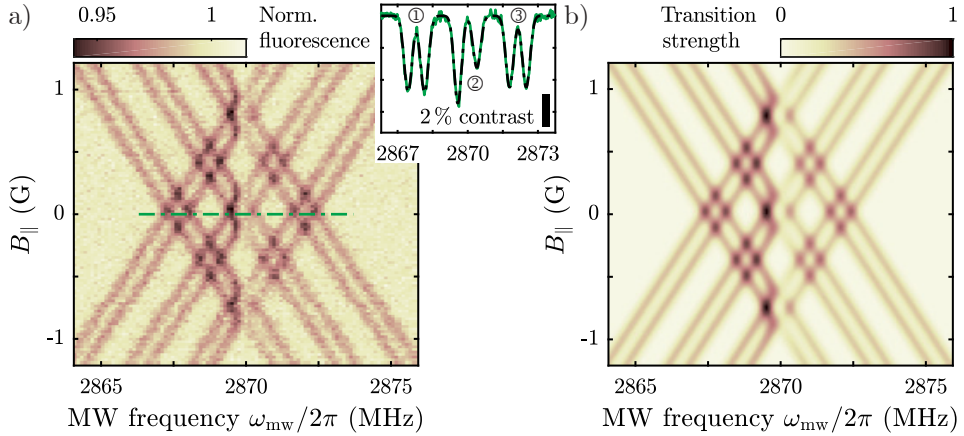 a)
0.95 1
Norm.
fluorescence
① ③
②
2 % contrast
2867 2870 2873
1
0
-1
B∥ (G)
2865 2870 2875
MW frequency ωmw/2π (MHz)
b)
Transition
strength
0 1
1
0
-1
B∥ (G)
2865 2870 2875
MW frequency ωmw/2π (MHz)